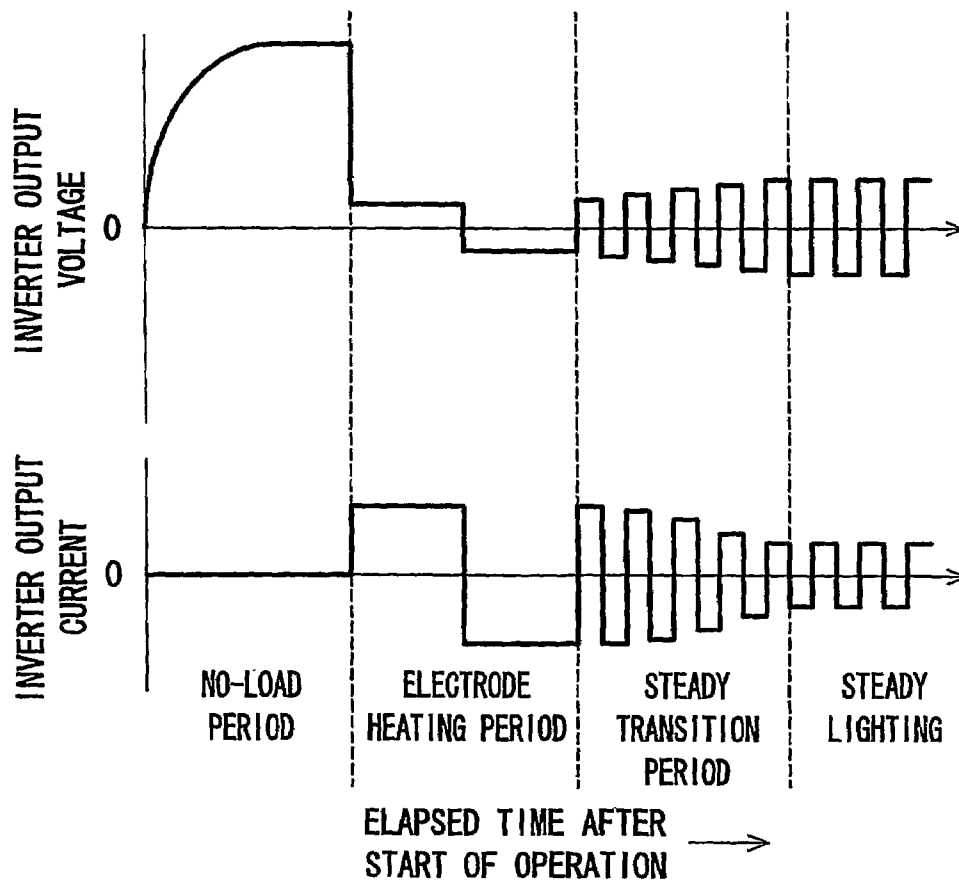 INVERTER OUTPUT
VOLTAGE
0
INVERTER OUTPUT
CURRENT
0
NO-LOAD
PERIOD
ELECTRODE
HEATING PERIOD
STEADY
TRANSITION
PERIOD
STEADY
LIGHTING
ELAPSED TIME AFTER
START OF OPERATION